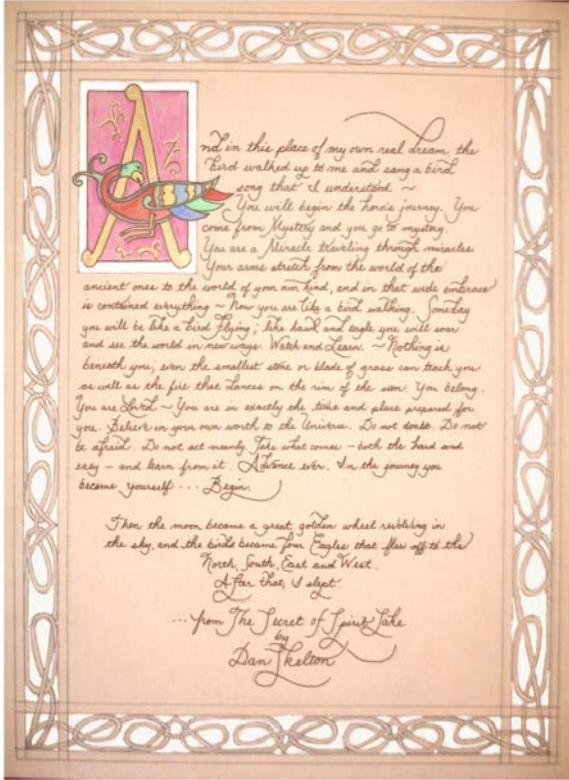 And in this place of my own real dream the
bird walked up to me and sang a bird
song that I understood ~
You will begin the hero's journey. You
come from Mystery and you go to mystery.
You are a Miracle traveling through miracles.
Your arms stretch from the world of the
ancient ones to the world of your own kind, and in that wide embrace
is contained everything ~ Now you are like a bird walking. Someday
you will be like a bird flying; like hawk and eagle you will soar
and see the world in new ways. Watch and Learn. ~ Nothing is
beneath you, even the smallest stone or blade of grass can teach you
as well as the fire that dances on the rim of the sun. You belong.
You are Loved ~ You are in exactly the time and place prepared for
you. Believe in your own worth to the Universe. Do not doubt. Do not
be afraid. Do not act meanly. Take what comes - both the hard and
easy - and learn from it. Advance ever. In the journey you
become yourself ... Begin.
Then the moon became a great golden wheel revolving in
the sky, and the birds became four Eagles that flew off to the
North, South, East and West.
After that, I slept.
... from The Secret of Spirit Lake
by
Dan Skelton